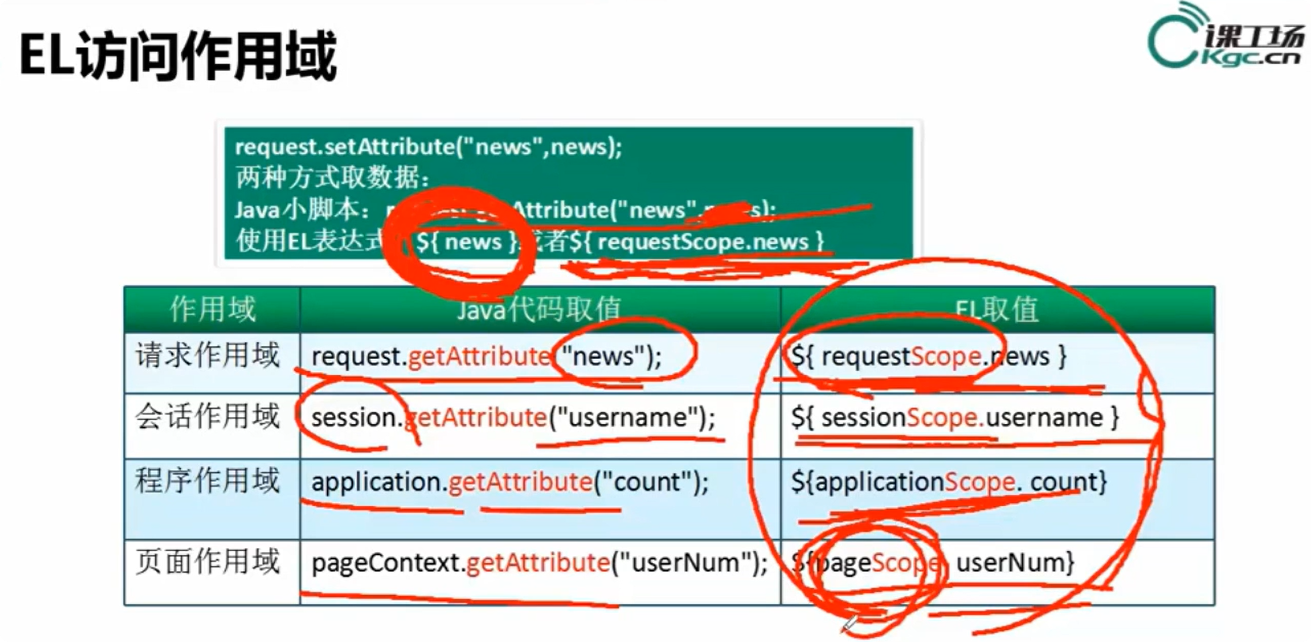 EL访问作用域
课工场
Kgc.cn
request.setAttribute("news",news);
两种方式取数据：
Java小脚本： Attribute("news", );
使用EL表达式 ${ news }或者${ requestScope.news }
作用域 Java代码取值 EL取值
请求作用域 request.getAttribute("news"); ${ requestScope.news }
会话作用域 session.getAttribute("username"); ${ sessionScope.username }
程序作用域 application.getAttribute("count"); ${applicationScope. count}
页面作用域 pageContext.getAttribute("userNum"); ${pageScope. userNum}